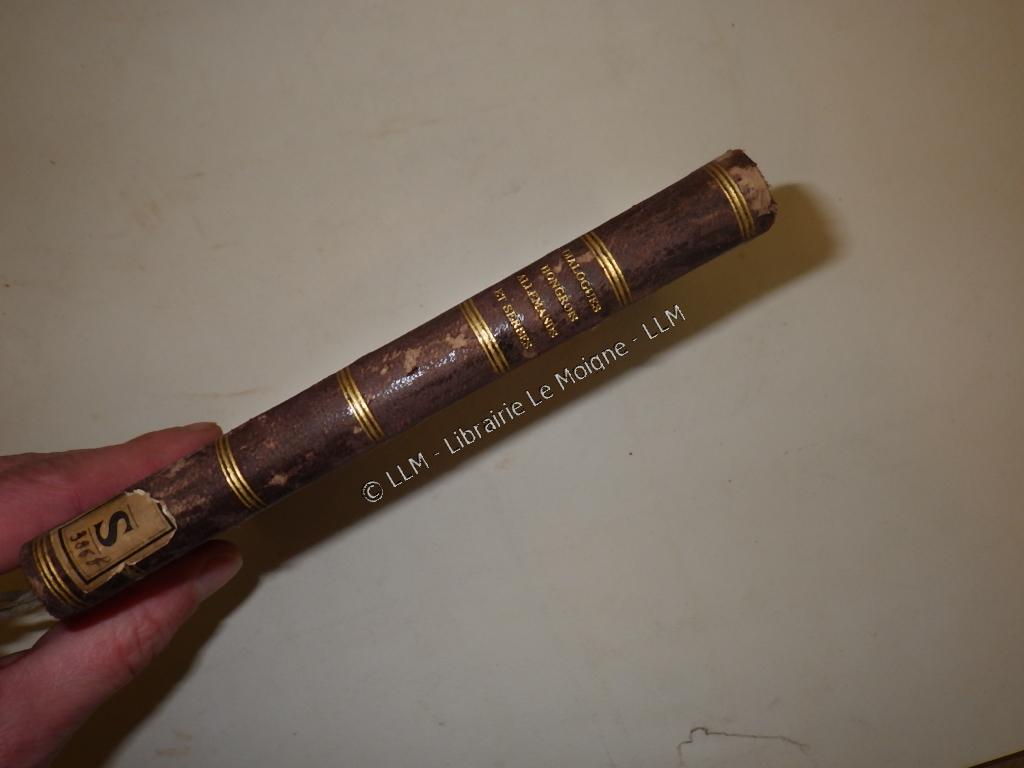 DIALOGUES
HONGROIS
ALLEMANDS
ET SERBES
S
© LLM - Librairie Le Moigne - LLM